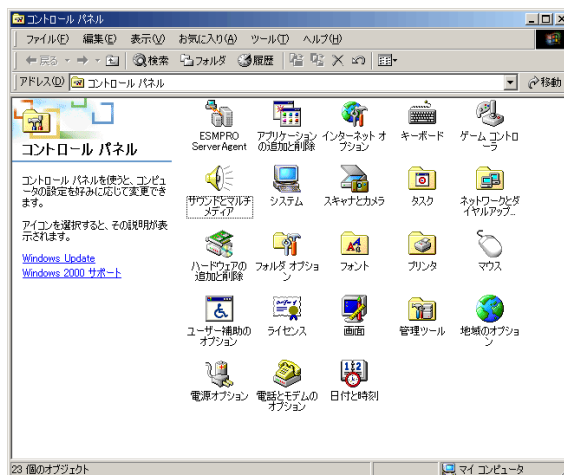 コントロール パネル
ファイル(F) 編集(E) 表示(V) お気に入り(A) ツール(T) ヘルプ(H)
戻る 検索 フォルダ 履歴
アドレス(D) コントロール パネル 移動
コントロール パネル
コントロール パネルを使うと、コンピュ
ータの設定を好みに応じて変更でき
ます。
アイコンを選択すると、その説明が表
示されます。
Windows Update
Windows 2000 サポート
ESMPRO
ServerAgent
アプリケーション
の追加と削除
インターネット オ
プション
キーボード
ゲーム コントロ
ーラ
サウンドとマルチ
メディア
システム
スキャナとカメラ
タスク
ネットワークとダ
イヤルアップ...
ハードウェアの
追加と削除
フォルダ オプショ
ン
フォント
プリンタ
マウス
ユーザー補助の
オプション
ライセンス
画面
管理ツール
地域のオプショ
ン
電源オプション
電話とモデムの
オプション
日付と時刻
23 個のオブジェクト マイ コンピュータ